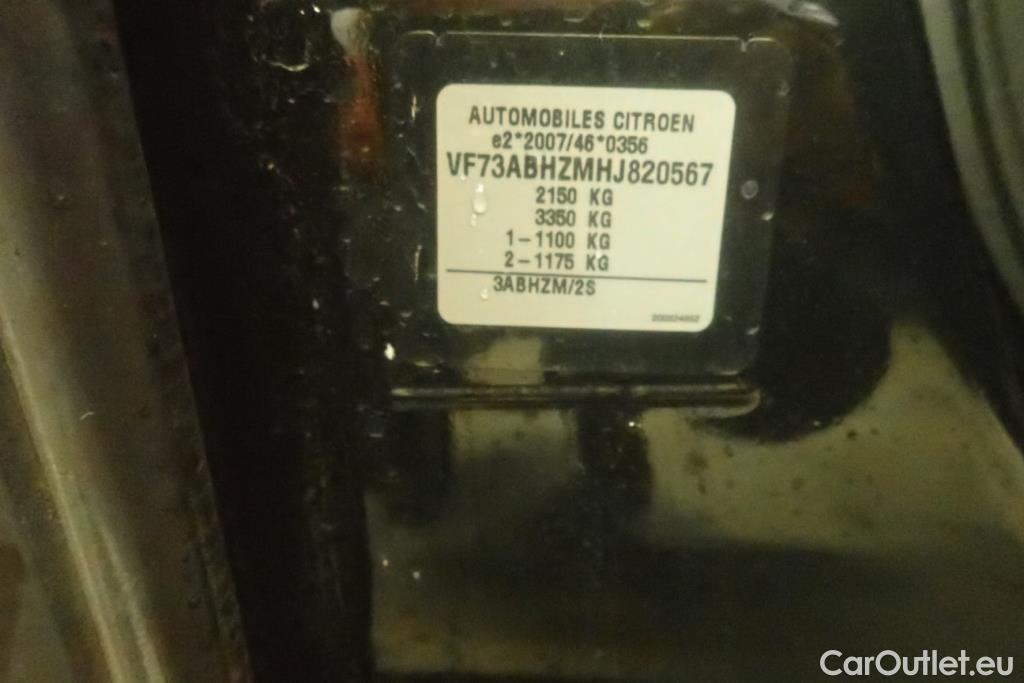 AUTOMOBILES CITROEN
e2*2007/46*0356
VF73ABHZMHJ820567
2150 KG
3350 KG
1-1100 KG
2-1175 KG
3ABHZM/2S
CarOutlet.eu